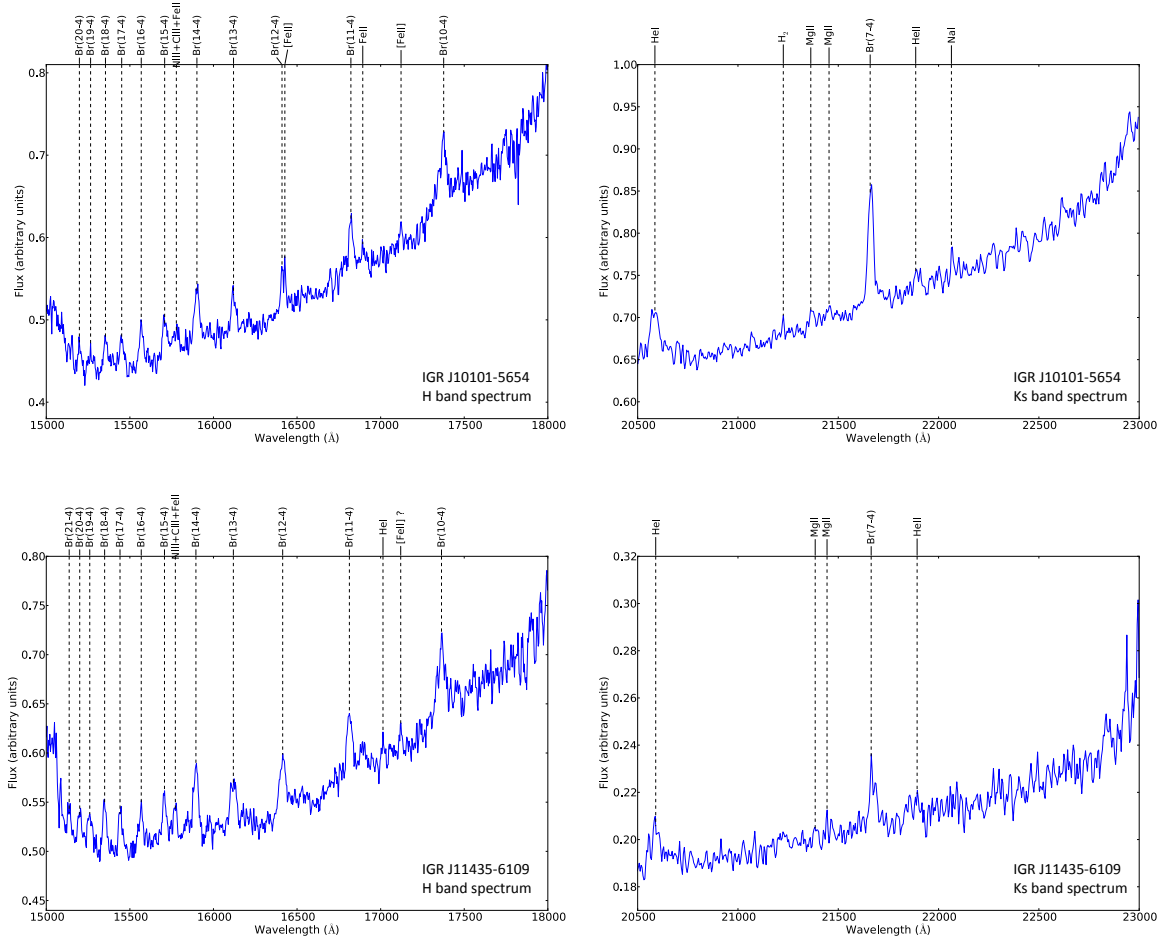 Br(20-4)
Br(19-4)
Br(18-4)
Br(17-4)
Br(16-4)
Br(15-4)
NIII+CIII+FeII
Br(14-4)
Br(13-4)
Br(12-4)
[FeII]
Br(11-4)
FeII
[FeII]
Br(10-4)
0.8
0.7
0.6
0.5
0.4
Flux (arbitrary units)
IGR J10101-5654
H band spectrum
15000 15500 16000 16500 17000 17500 18000
Wavelength (Å)
HeI
H2
MgII
MgII
Br(7-4)
HeII
NaI
1.00
0.95
0.90
0.85
0.80
0.75
0.70
0.65
0.60
Flux (arbitrary units)
IGR J10101-5654
Ks band spectrum
20500 21000 21500 22000 22500 23000
Wavelength (Å)
Br(21-4)
Br(20-4)
Br(19-4)
Br(18-4)
Br(17-4)
Br(16-4)
Br(15-4)
NIII+CIII+FeII
Br(14-4)
Br(13-4)
Br(12-4)
Br(11-4)
HeI
[FeII] ?
Br(10-4)
0.80
0.75
0.70
0.65
0.60
0.55
0.50
0.45
Flux (arbitrary units)
IGR J11435-6109
H band spectrum
15000 15500 16000 16500 17000 17500 18000
Wavelength (Å)
HeI
MgII
MgII
Br(7-4)
HeII
0.32
0.30
0.28
0.26
0.24
0.22
0.20
0.18
Flux (arbitrary units)
IGR J11435-6109
Ks band spectrum
20500 21000 21500 22000 22500 23000
Wavelength (Å)